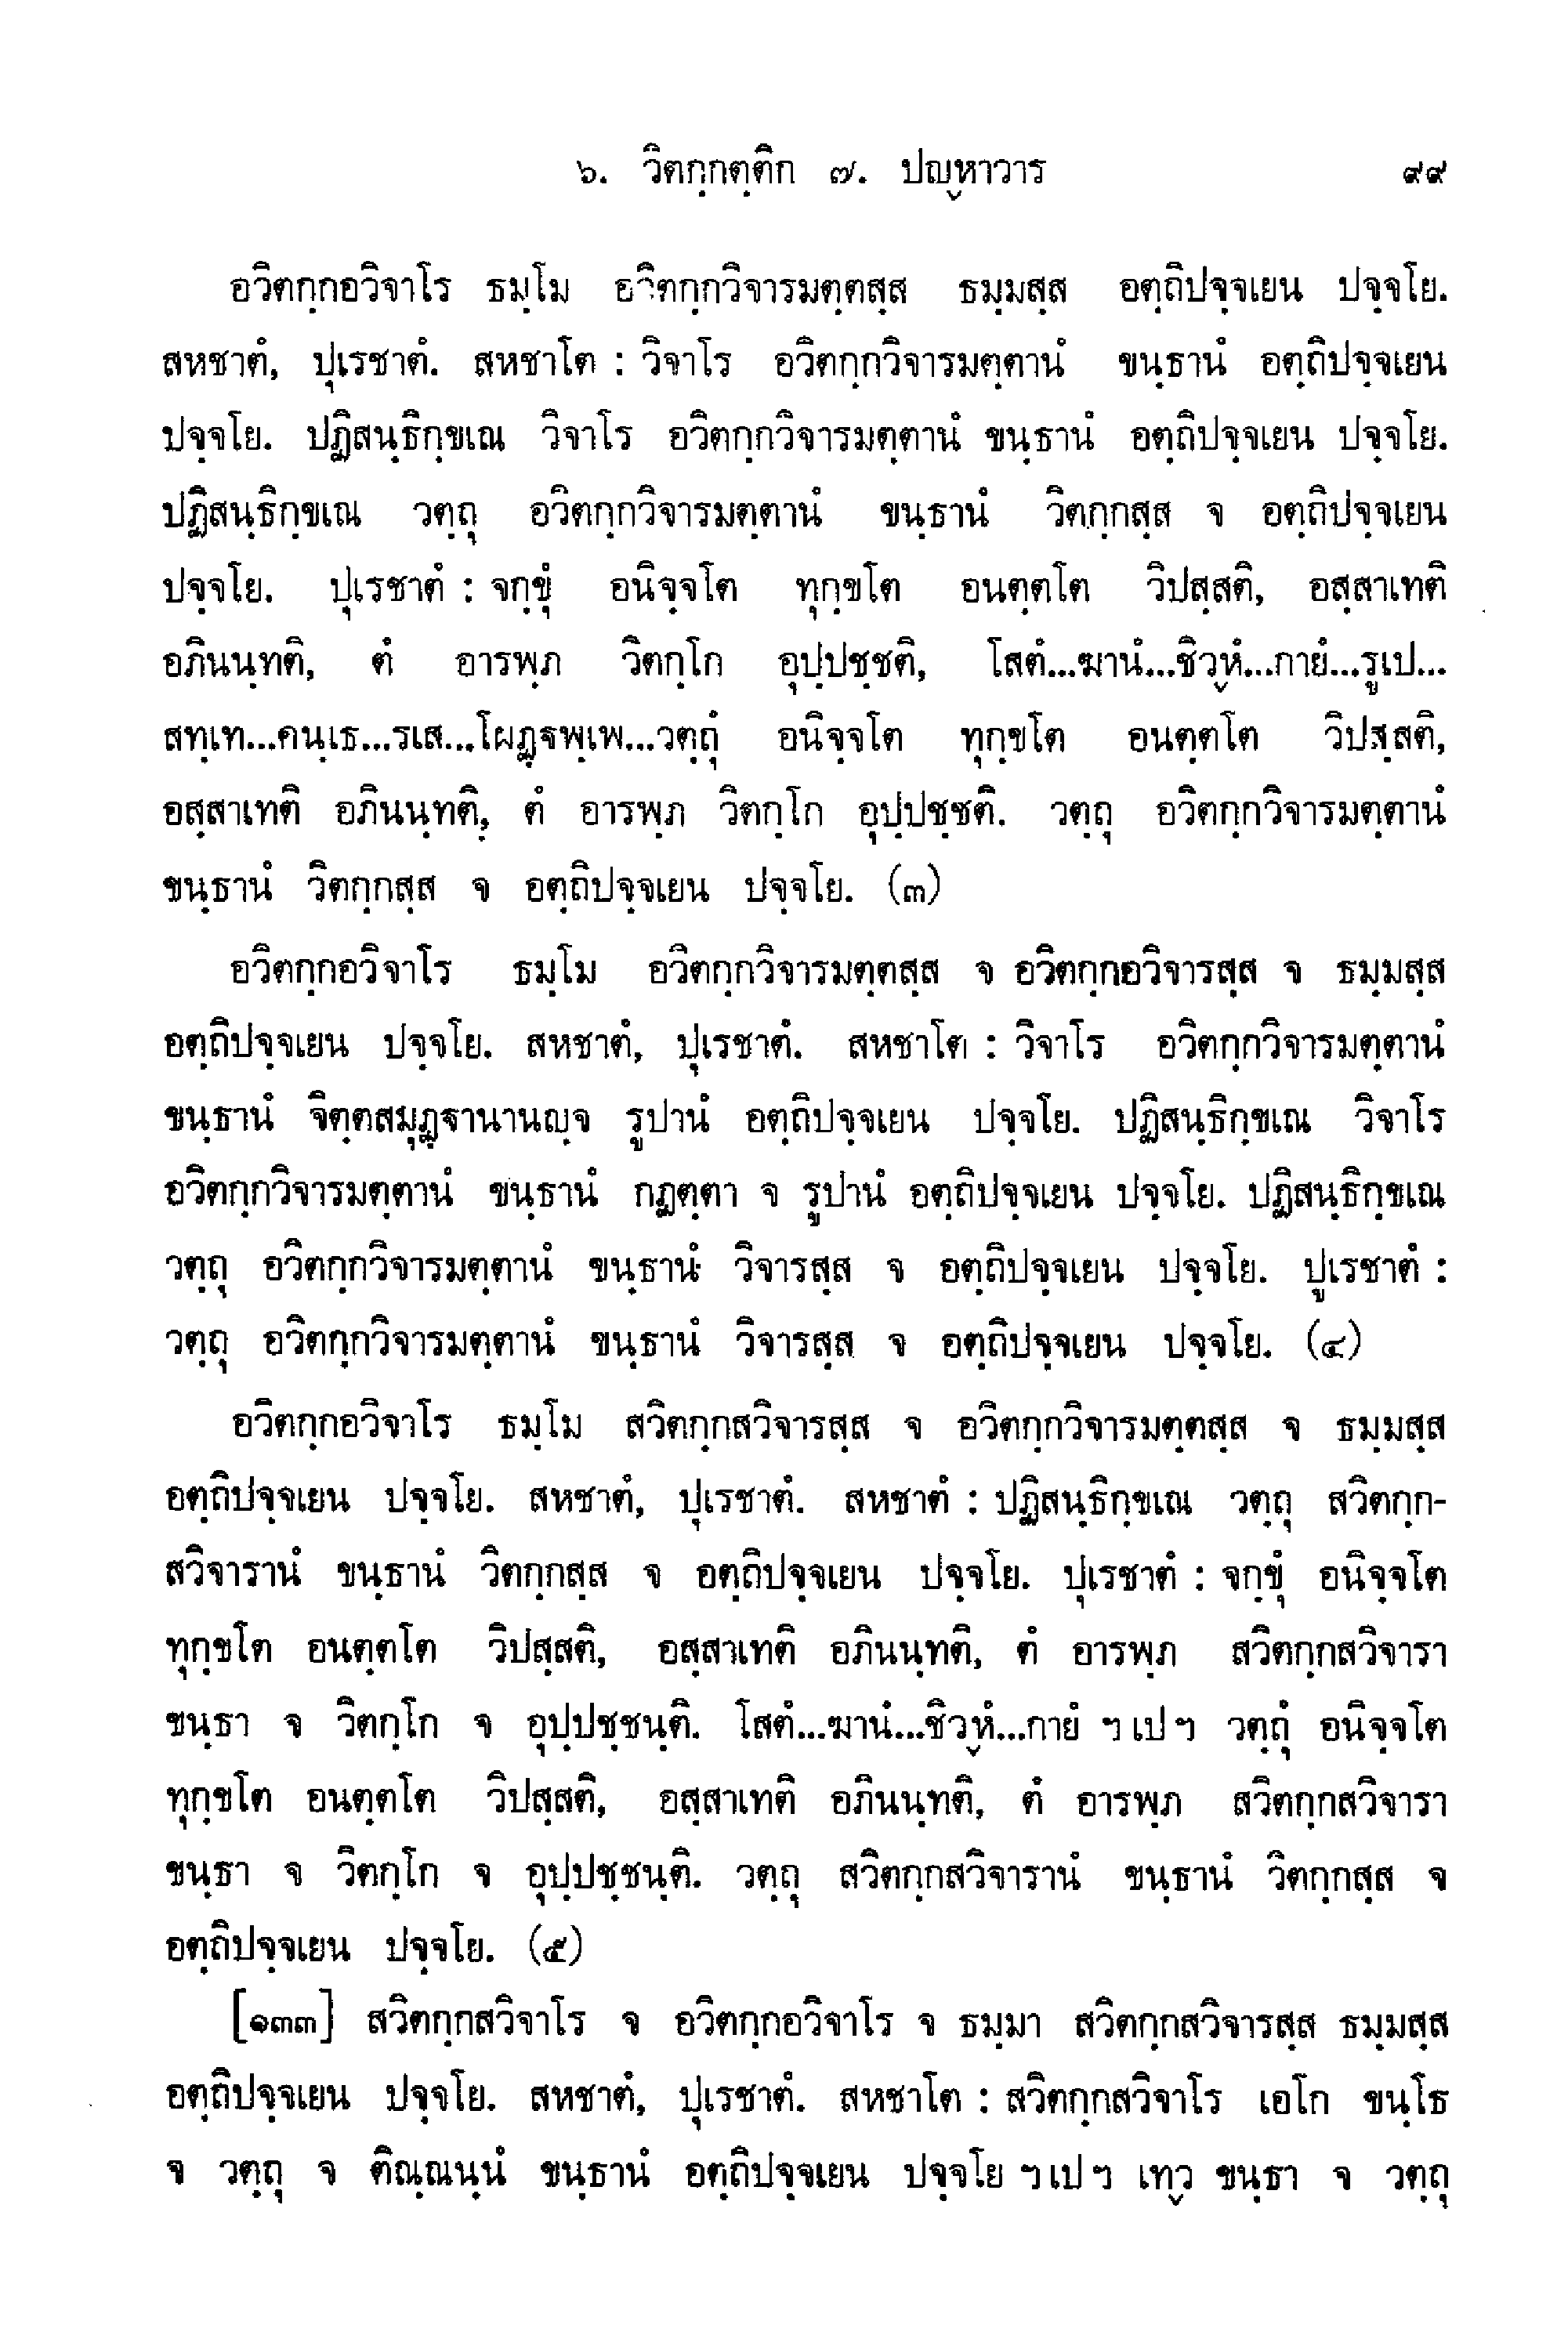 ๖. วิตกฺกตฺติก ๗. ปญฺหาวาร ๙๙
อวิตกฺกอวิจาโร ธมฺโม อวิตกฺกวิจารมตฺตสฺส ธมฺมสฺส อตฺถิปจฺจเยน ปจฺจโย.
สหชาตํ, ปุเรชาตํ. สหชาโต : วิจาโร อวิตกฺกวิจารมตฺตานํ ขนฺธานํ อตฺถิปจฺจเยน
ปจฺจโย. ปฏิสนฺธิกฺขเณ วิจาโร อวิตกฺกวิจารมตฺตานํ ขนฺธานํ อตฺถิปจฺจเยน ปจฺจโย.
ปฏิสนฺธิกฺขเณ วตฺถุ อวิตกฺกวิจารมตฺตานํ ขนฺธานํ วิตกฺกสฺส จ อตฺถิปจฺจเยน
ปจฺจโย. ปุเรชาตํ : จกฺขุํ อนิจฺจโต ทุกฺขโต อนตฺตโต วิปสฺสติ, อสฺสาเทติ
อภินนฺทติ, ตํ อารพฺภ วิตกฺโก อุปฺปชฺชติ, โสตํ...ฆานํ...ชิวฺหํ...กายํ...รูเป...
สทฺเท...คนฺเธ...รเส...โผฏฺฐพฺเพ...วตฺถุํ อนิจฺจโต ทุกฺขโต อนตฺตโต วิปสฺสติ,
อสฺสาเทติ อภินนฺทติ, ตํ อารพฺภ วิตกฺโก อุปฺปชฺชติ. วตฺถุ อวิตกฺกวิจารมตฺตานํ
ขนฺธานํ วิตกฺกสฺส จ อตฺถิปจฺจเยน ปจฺจโย. (๓)
อวิตกฺกอวิจาโร ธมฺโม อวิตกฺกวิจารมตฺตสฺส จ อวิตกฺกอวิจารสฺส จ ธมฺมสฺส
อตฺถิปจฺจเยน ปจฺจโย. สหชาตํ, ปุเรชาตํ. สหชาโต : วิจาโร อวิตกฺกวิจารมตฺตานํ
ขนฺธานํ จิตฺตสมุฏฺฐานานญฺจ รูปานํ อตฺถิปจฺจเยน ปจฺจโย. ปฏิสนฺธิกฺขเณ วิจาโร
อวิตกฺกวิจารมตฺตานํ ขนฺธานํ กฏตฺตา จ รูปานํ อตฺถิปจฺจเยน ปจฺจโย. ปฏิสนฺธิกฺขเณ
วตฺถุ อวิตกฺกวิจารมตฺตานํ ขนฺธานํ วิจารสฺส จ อตฺถิปจฺจเยน ปจฺจโย. ปูเรชาตํ :
วตฺถุ อวิตกฺกวิจารมตฺตานํ ขนฺธานํ วิจารสฺส จ อตฺถิปจฺจเยน ปจฺจโย. (๔)
อวิตกฺกอวิจาโร ธมฺโม สวิตกฺกสวิจารสฺส จ อวิตกฺกวิจารมตฺตสฺส จ ธมฺมสฺส
อตฺถิปจฺจเยน ปจฺจโย. สหชาตํ, ปุเรชาตํ. สหชาตํ : ปฏิสนฺธิกฺขเณ วตฺถุ สวิตกฺก-
สวิจารานํ ขนฺธานํ วิตกฺกสฺส จ อตฺถิปจฺจเยน ปจฺจโย. ปุเรชาตํ : จกฺขุํ อนิจฺจโต
ทุกฺขโต อนตฺตโต วิปสฺสติ, อสฺสาเทติ อภินนฺทติ, ตํ อารพฺภ สวิตกฺกสวิจารา
ขนฺธา จ วิตกฺโก จ อุปฺปชฺชนฺติ. โสตํ...ฆานํ...ชิวฺหํ...กายํ ฯ เป ฯ วตฺถุํ อนิจฺจโต
ทุกฺขโต อนตฺตโต วิปสฺสติ, อสฺสาเทติ อภินนฺทติ, ตํ อารพฺภ สวิตกฺกสวิจารา
ขนฺธา จ วิตกฺโก จ อุปฺปชฺชนฺติ. วตฺถุ สวิตกฺกสวิจารานํ ขนฺธานํ วิตกฺกสฺส จ
อตฺถิปจฺจเยน ปจฺจโย. (๕)
[๑๓๓] สวิตกฺกสวิจาโร จ อวิตกฺกอวิจาโร จ ธมฺมา สวิตกฺกสวิจารสฺส ธมฺมสฺส
อตฺถิปจฺจเยน ปจฺจโย. สหชาตํ, ปุเรชาตํ. สหชาโต : สวิตกฺกสวิจาโร เอโก ขนฺโธ
จ วตฺถุ จ ติณฺณนฺนํ ขนฺธานํ อตฺถิปจฺจเยน ปจฺจโย ฯ เป ฯ เทฺว ขนฺธา จ วตฺถุ